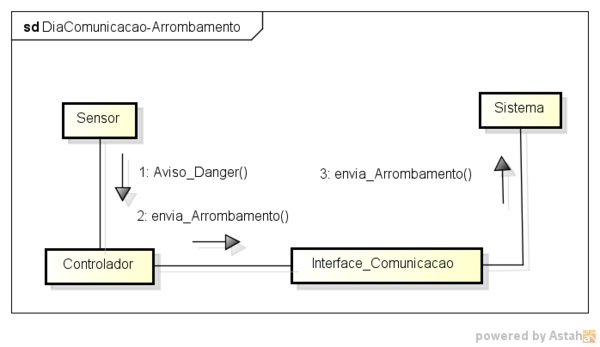 sd DiaComunicacao-Arrombamento
Sensor
Sistema
1: Aviso_Danger()
3: envia_Arrombamento()
2: envia_Arrombamento()
Controlador
Interface_Comunicacao
powered by Astah